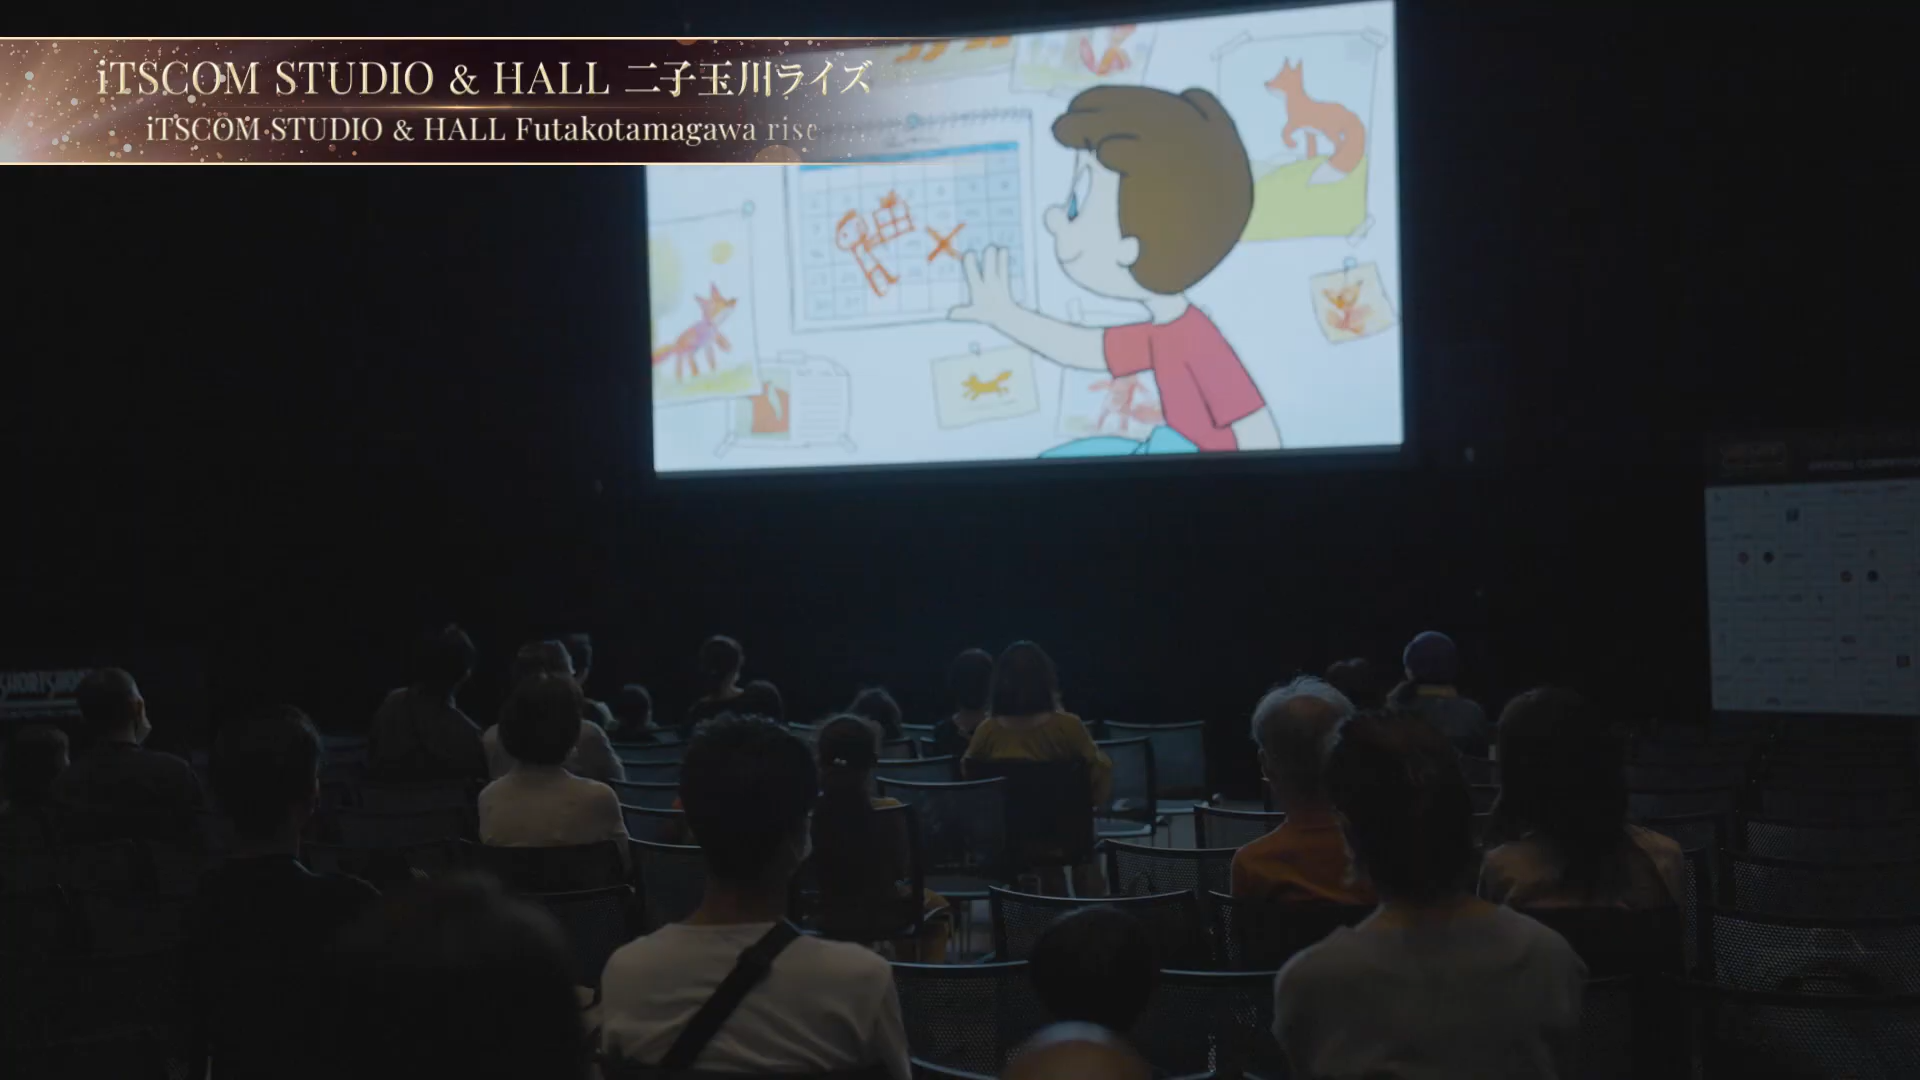 iTSCOM STUDIO & HALL 二子玉川ライズ
iTSCOM STUDIO & HALL Futakotamagawa rise